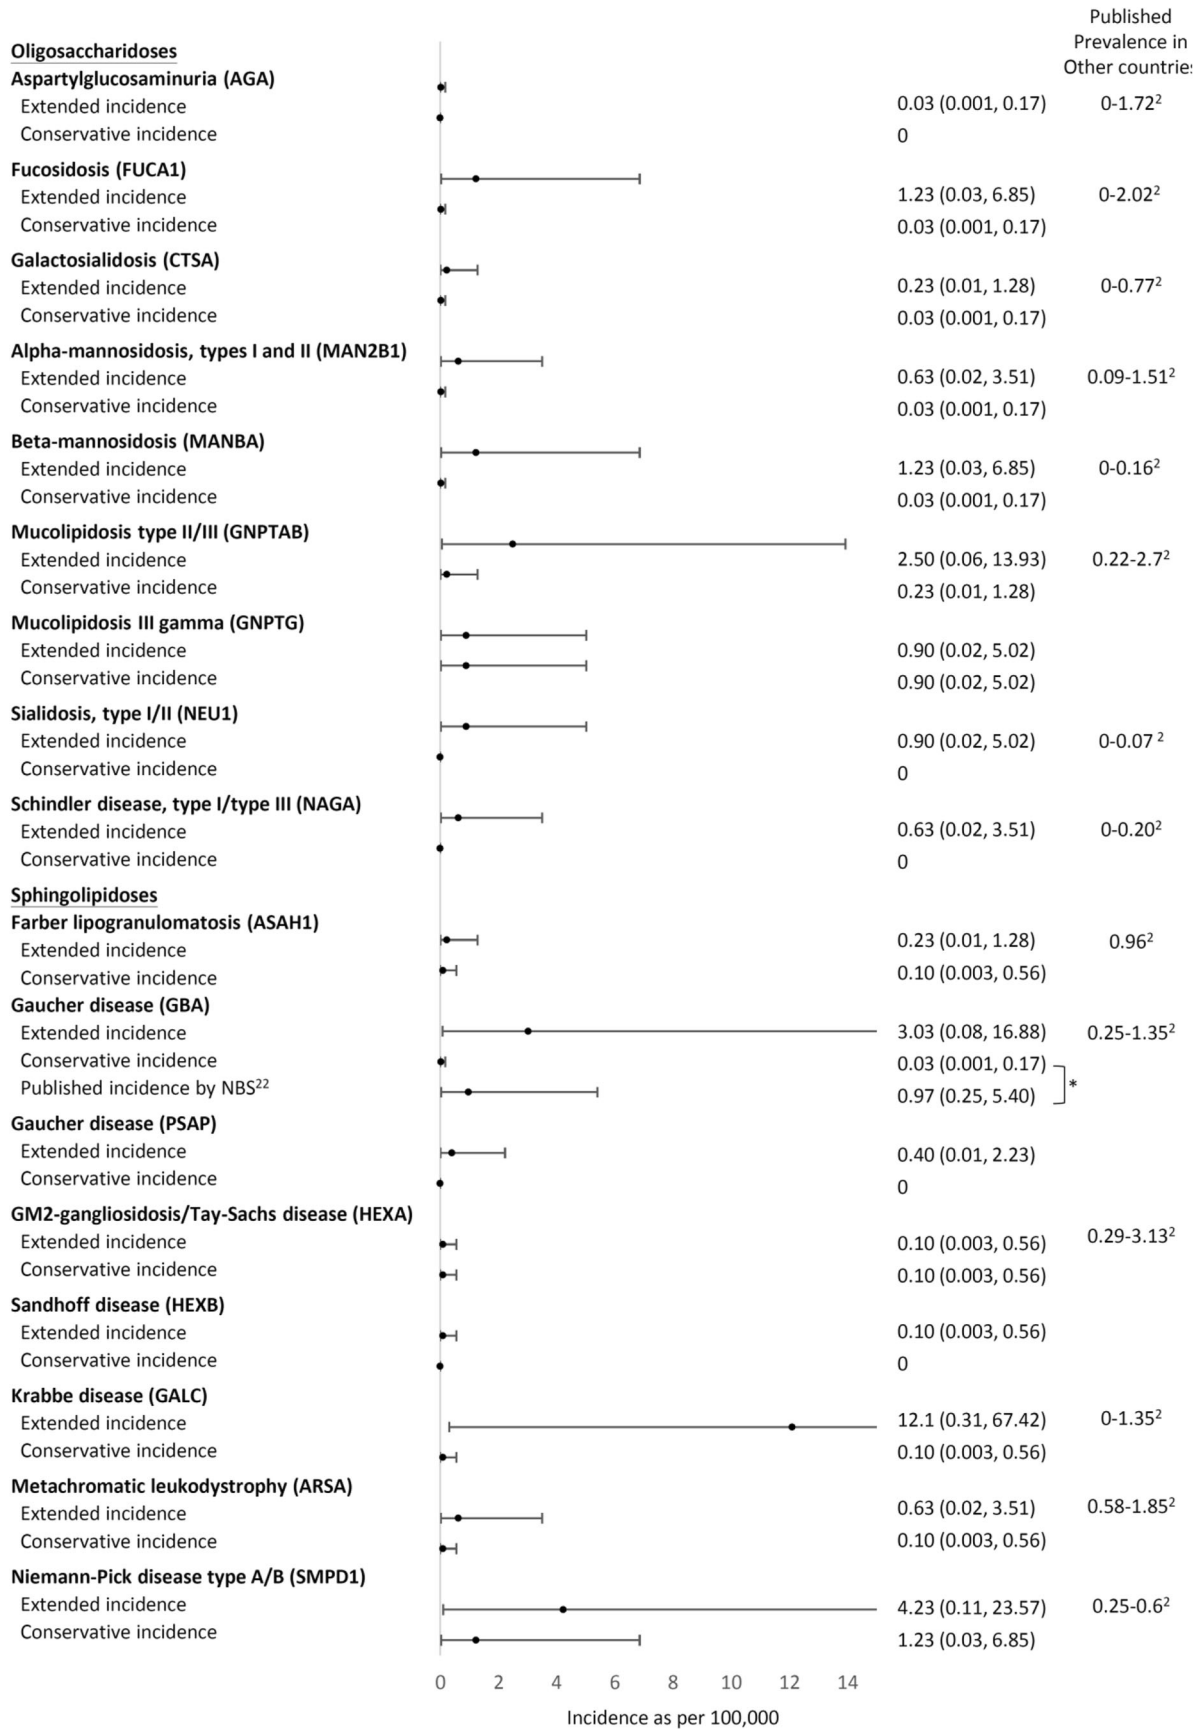 Published
Prevalence in
Other countries
Oligosaccharidoses
Aspartylglucosaminuria (AGA)
Extended incidence 0.03 (0.001, 0.17) 0-1.72²
Conservative incidence 0
Fucosidosis (FUCA1)
Extended incidence 1.23 (0.03, 6.85) 0-2.02²
Conservative incidence 0.03 (0.001, 0.17)
Galactosialidosis (CTSA)
Extended incidence 0.23 (0.01, 1.28) 0-0.77²
Conservative incidence 0.03 (0.001, 0.17)
Alpha-mannosidosis, types I and II (MAN2B1)
Extended incidence 0.63 (0.02, 3.51) 0.09-1.51²
Conservative incidence 0.03 (0.001, 0.17)
Beta-mannosidosis (MANBA)
Extended incidence 1.23 (0.03, 6.85) 0-0.16²
Conservative incidence 0.03 (0.001, 0.17)
Mucolipidosis type II/III (GNPTAB)
Extended incidence 2.50 (0.06, 13.93) 0.22-2.7²
Conservative incidence 0.23 (0.01, 1.28)
Mucolipidosis III gamma (GNPTG)
Extended incidence 0.90 (0.02, 5.02)
Conservative incidence 0.90 (0.02, 5.02)
Sialidosis, type I/II (NEU1)
Extended incidence 0.90 (0.02, 5.02) 0-0.07 ²
Conservative incidence 0
Schindler disease, type I/type III (NAGA)
Extended incidence 0.63 (0.02, 3.51) 0-0.20²
Conservative incidence 0
Sphingolipidoses
Farber lipogranulomatosis (ASAH1)
Extended incidence 0.23 (0.01, 1.28) 0.96²
Conservative incidence 0.10 (0.003, 0.56)
Gaucher disease (GBA)
Extended incidence 3.03 (0.08, 16.88) 0.25-1.35²
Conservative incidence 0.03 (0.001, 0.17)
Published incidence by NBS²² 0.97 (0.25, 5.40) *
Gaucher disease (PSAP)
Extended incidence 0.40 (0.01, 2.23)
Conservative incidence 0
GM2-gangliosidosis/Tay-Sachs disease (HEXA)
Extended incidence 0.10 (0.003, 0.56) 0.29-3.13²
Conservative incidence 0.10 (0.003, 0.56)
Sandhoff disease (HEXB)
Extended incidence 0.10 (0.003, 0.56)
Conservative incidence 0
Krabbe disease (GALC)
Extended incidence 12.1 (0.31, 67.42) 0-1.35²
Conservative incidence 0.10 (0.003, 0.56)
Metachromatic leukodystrophy (ARSA)
Extended incidence 0.63 (0.02, 3.51) 0.58-1.85²
Conservative incidence 0.10 (0.003, 0.56)
Niemann-Pick disease type A/B (SMPD1)
Extended incidence 4.23 (0.11, 23.57) 0.25-0.6²
Conservative incidence 1.23 (0.03, 6.85)
0 2 4 6 8 10 12 14
Incidence as per 100,000